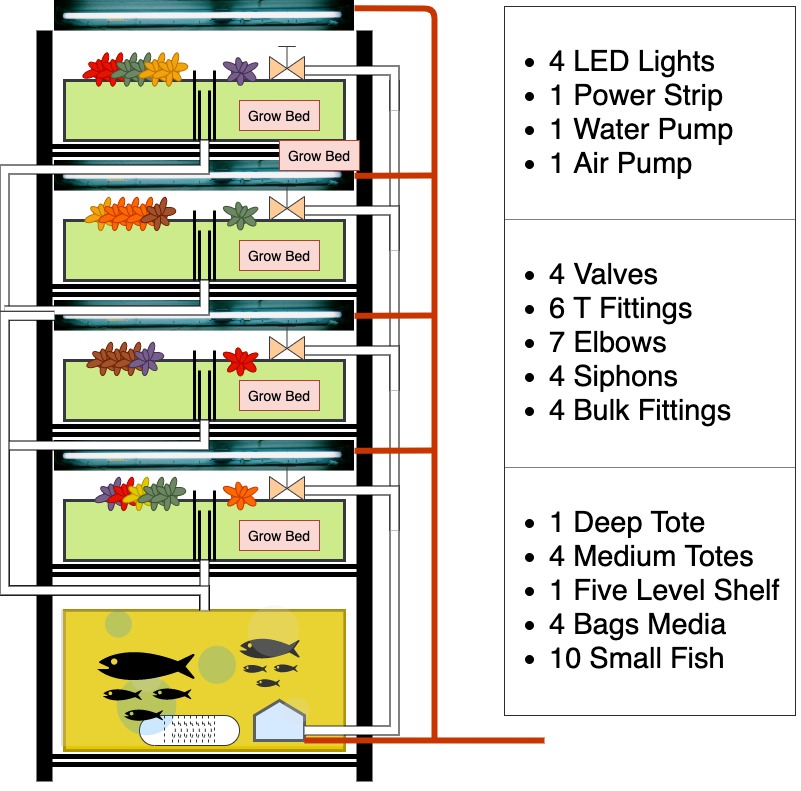 Grow Bed
Grow Bed
Grow Bed
Grow Bed
Grow Bed
• 4 LED Lights
• 1 Power Strip
• 1 Water Pump
• 1 Air Pump
• 4 Valves
• 6 T Fittings
• 7 Elbows
• 4 Siphons
• 4 Bulk Fittings
• 1 Deep Tote
• 4 Medium Totes
• 1 Five Level Shelf
• 4 Bags Media
• 10 Small Fish